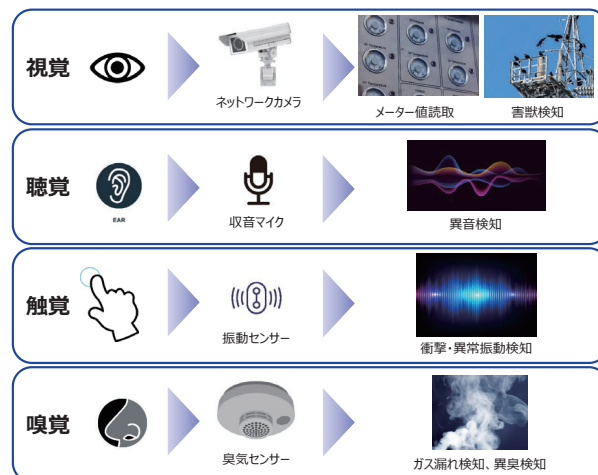 視覚
ネットワークカメラ
メーター値読取
害獣検知
聴覚
EAR
収音マイク
異音検知
触覚
振動センサー
衝撃・異常振動検知
嗅覚
臭気センサー
ガス漏れ検知、異臭検知